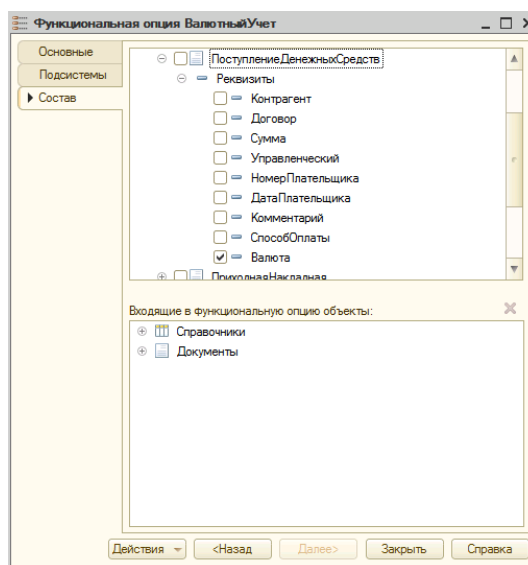 Функциональная опция ВалютныйУчет
Основные
Подсистемы
Состав
ПоступлениеДенежныхСредств
Реквизиты
Контрагент
Договор
Сумма
Управленческий
НомерПлательщика
ДатаПлательщика
Комментарий
СпособОплаты
Валюта
ПриходнаяНакладная
Входящие в функциональную опцию объекты:
Справочники
Документы
Действия
<Назад
Далее>
Закрыть
Справка